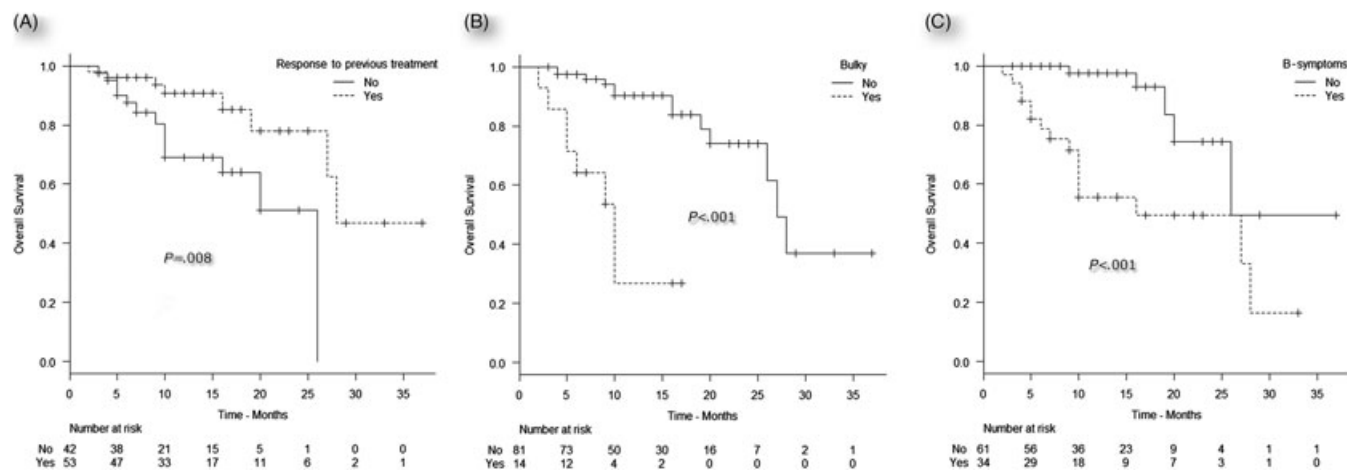 (A)
Response to previous treatment
No
Yes
Overall Survival
1.0
0.8
0.6
0.4
0.2
0.0
P=.008
0 5 10 15 20 25 30 35
Time - Months
Number at risk
No 42 38 21 15 5 1 0 0
Yes 53 47 33 17 11 6 2 1
(B)
Bulky
No
Yes
Overall Survival
1.0
0.8
0.6
0.4
0.2
0.0
P<.001
0 5 10 15 20 25 30 35
Time - Months
Number at risk
No 81 73 50 30 16 7 2 1
Yes 14 12 4 2 0 0 0 0
(C)
B-symptoms
No
Yes
Overall Survival
1.0
0.8
0.6
0.4
0.2
0.0
P<.001
0 5 10 15 20 25 30 35
Time - Months
Number at risk
No 61 56 36 23 9 4 1 1
Yes 34 29 18 9 7 3 1 0